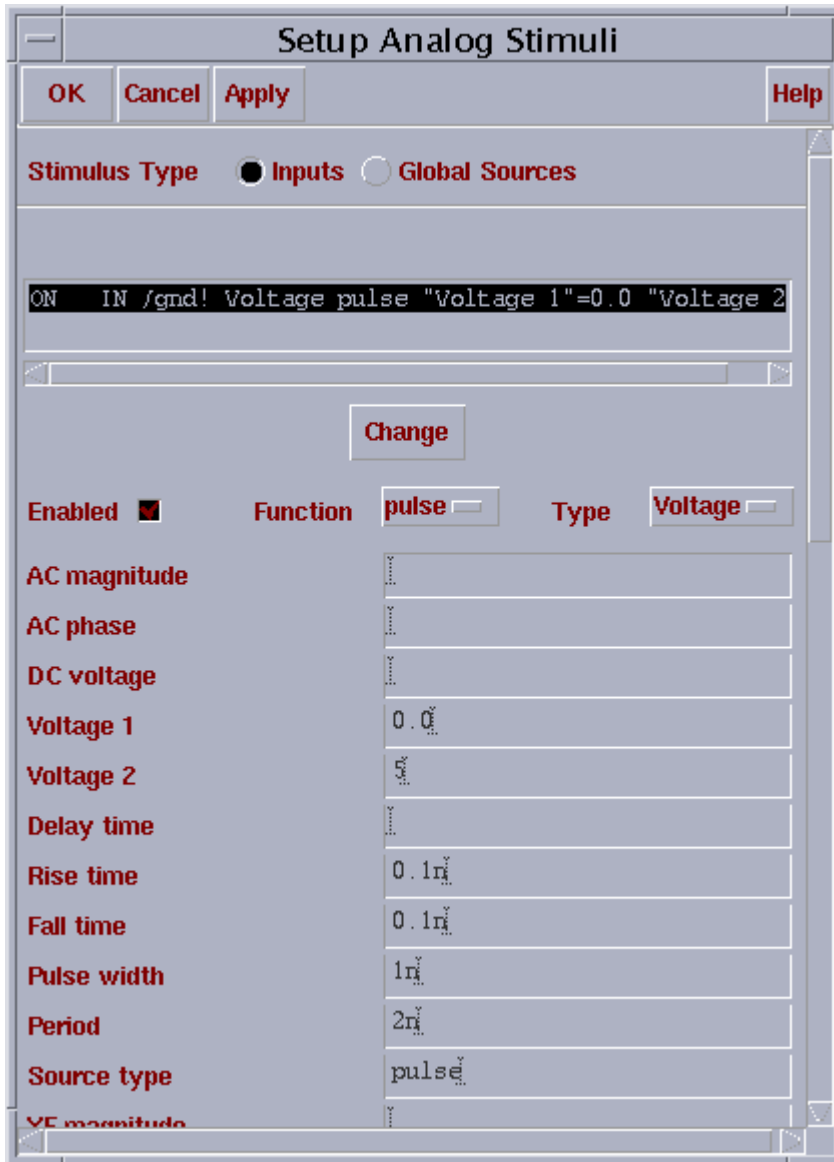 Setup Analog Stimuli
OK Cancel Apply Help
Stimulus Type Inputs Global Sources
ON IN /gnd! Voltage pulse "Voltage 1"=0.0 "Voltage 2
Change
Enabled Function pulse Type Voltage
AC magnitude
AC phase
DC voltage
Voltage 1 0.0
Voltage 2 5
Delay time
Rise time 0.1n
Fall time 0.1n
Pulse width 1n
Period 2n
Source type pulse
XF magnitude